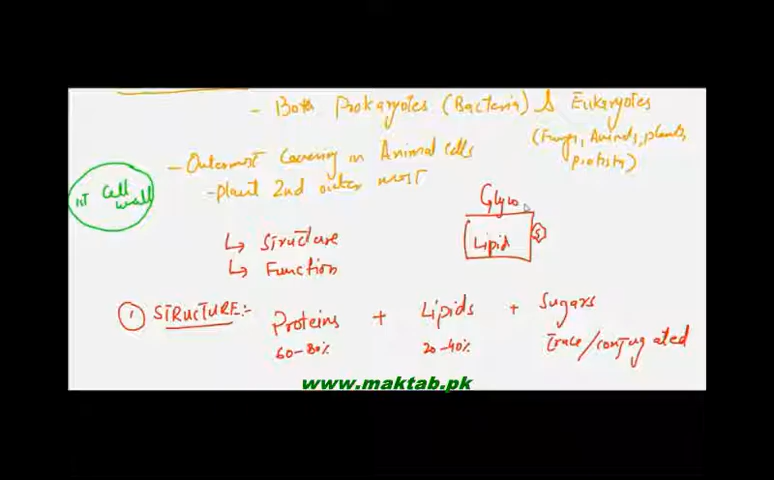 - Both Prokaryotes (Bacteria) & Eukaryotes
(Fungi, Animals, plants,
protists)
- Outermost Covering in Animal Cells
- plant 2nd outer most
1st Cell
wall
Glyco
Lipid S
↳ Structure
↳ Function
① STRUCTURE:-
Proteins + Lipids + Sugars
60-80% 20-40% trace/conjugated
www.maktab.pk